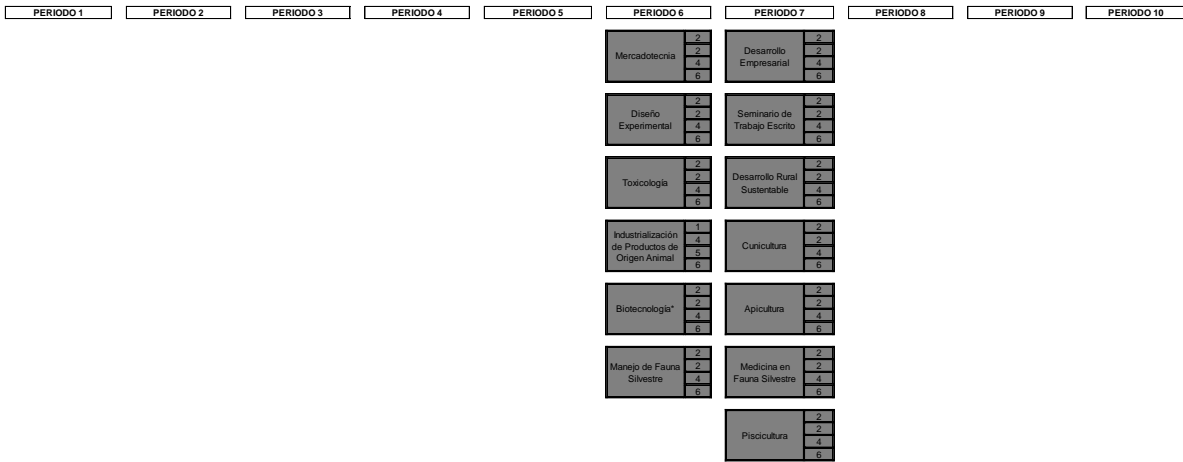 PERIODO 1 PERIODO 2 PERIODO 3 PERIODO 4 PERIODO 5 PERIODO 6 PERIODO 7 PERIODO 8 PERIODO 9 PERIODO 10
Mercadotecnia
2
2
4
6
Desarrollo
Empresarial
2
2
4
6
Diseño
Experimental
2
2
4
6
Seminario de
Trabajo Escrito
2
2
4
6
Toxicología
2
2
4
6
Desarrollo Rural
Sustentable
2
2
4
6
Industrialización
de Productos de
Origen Animal
1
4
5
6
Cunicultura
2
2
4
6
Biotecnología*
2
2
4
6
Apicultura
2
2
4
6
Manejo de Fauna
Silvestre
2
2
4
6
Medicina en
Fauna Silvestre
2
2
4
6
Piscicultura
2
2
4
6